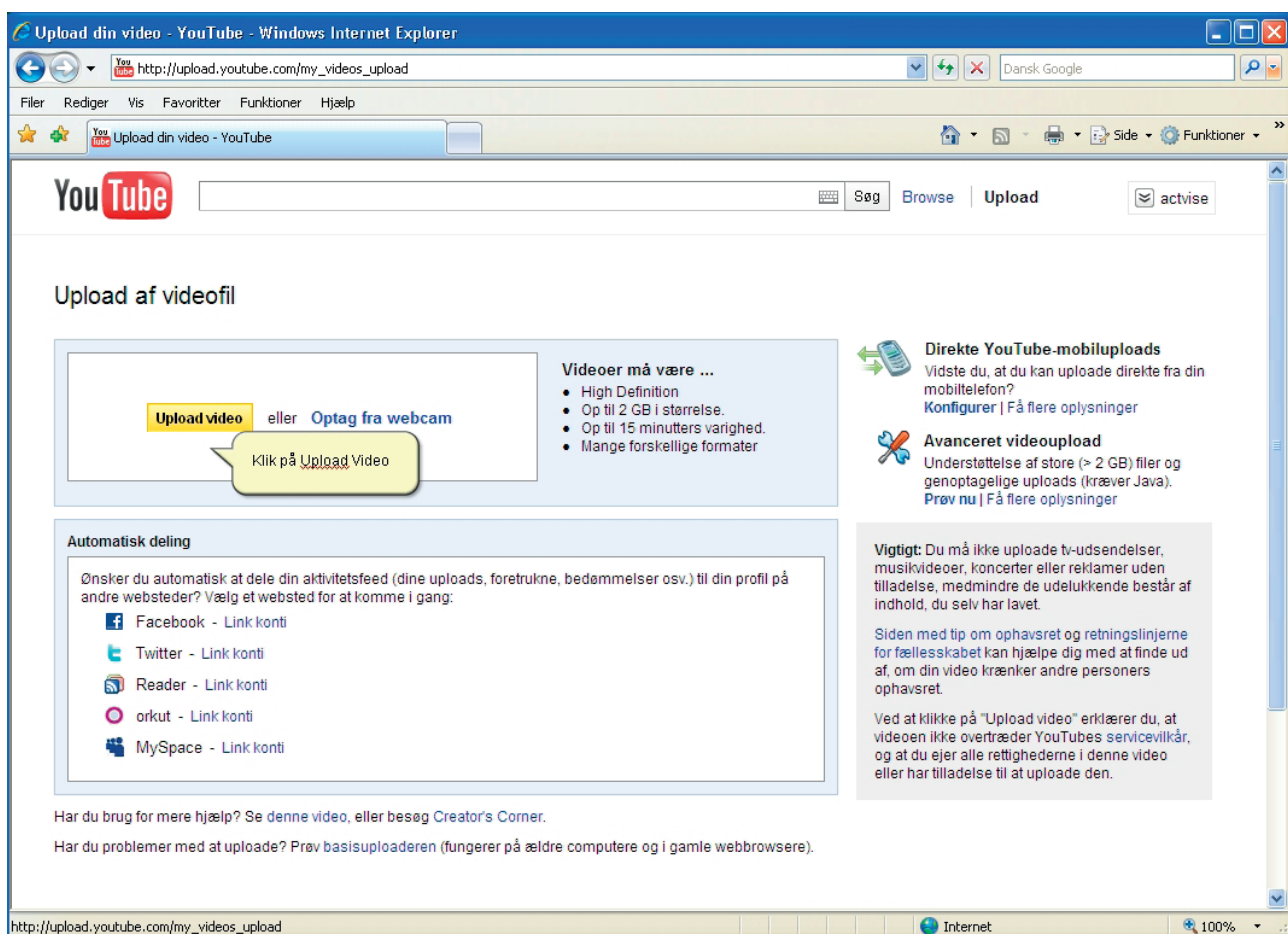 Upload din video - YouTube - Windows Internet Explorer
http://upload.youtube.com/my_videos_upload
Dansk Google
Filer Rediger Vis Favoritter Funktioner Hjælp
Upload din video - YouTube
Side Funktioner »
YouTube
Søg Browse | Upload
actvise
Upload af videofil
Upload video eller Optag fra webcam
Klik på Upload Video
Videoer må være ...
• High Definition
• Op til 2 GB i størrelse.
• Op til 15 minutters varighed.
• Mange forskellige formater
Direkte YouTube-mobiluploads
Vidste du, at du kan uploade direkte fra din
mobiltelefon?
Konfigurer | Få flere oplysninger
Avanceret videoupload
Understøttelse af store (> 2 GB) filer og
genoptagelige uploads (kræver Java).
Prøv nu | Få flere oplysninger
Automatisk deling
Ønsker du automatisk at dele din aktivitetsfeed (dine uploads, foretrukne, bedømmelser osv.) til din profil på
andre websteder? Vælg et websted for at komme i gang:
Facebook - Link konti
Twitter - Link konti
Reader - Link konti
orkut - Link konti
MySpace - Link konti
Vigtigt: Du må ikke uploade tv-udsendelser,
musikvideoer, koncerter eller reklamer uden
tilladelse, medmindre de udelukkende består af
indhold, du selv har lavet.
Siden med tip om ophavsret og retningslinjerne
for fællesskabet kan hjælpe dig med at finde ud
af, om din video krænker andre personers
ophavsret.
Ved at klikke på "Upload video" erklærer du, at
videoen ikke overtræder YouTubes servicevilkår,
og at du ejer alle rettighederne i denne video
eller har tilladelse til at uploade den.
Har du brug for mere hjælp? Se denne video, eller besøg Creator's Corner.
Har du problemer med at uploade? Prøv basisuploaderen (fungerer på ældre computere og i gamle webbrowsere).
http://upload.youtube.com/my_videos_upload
Internet
100%